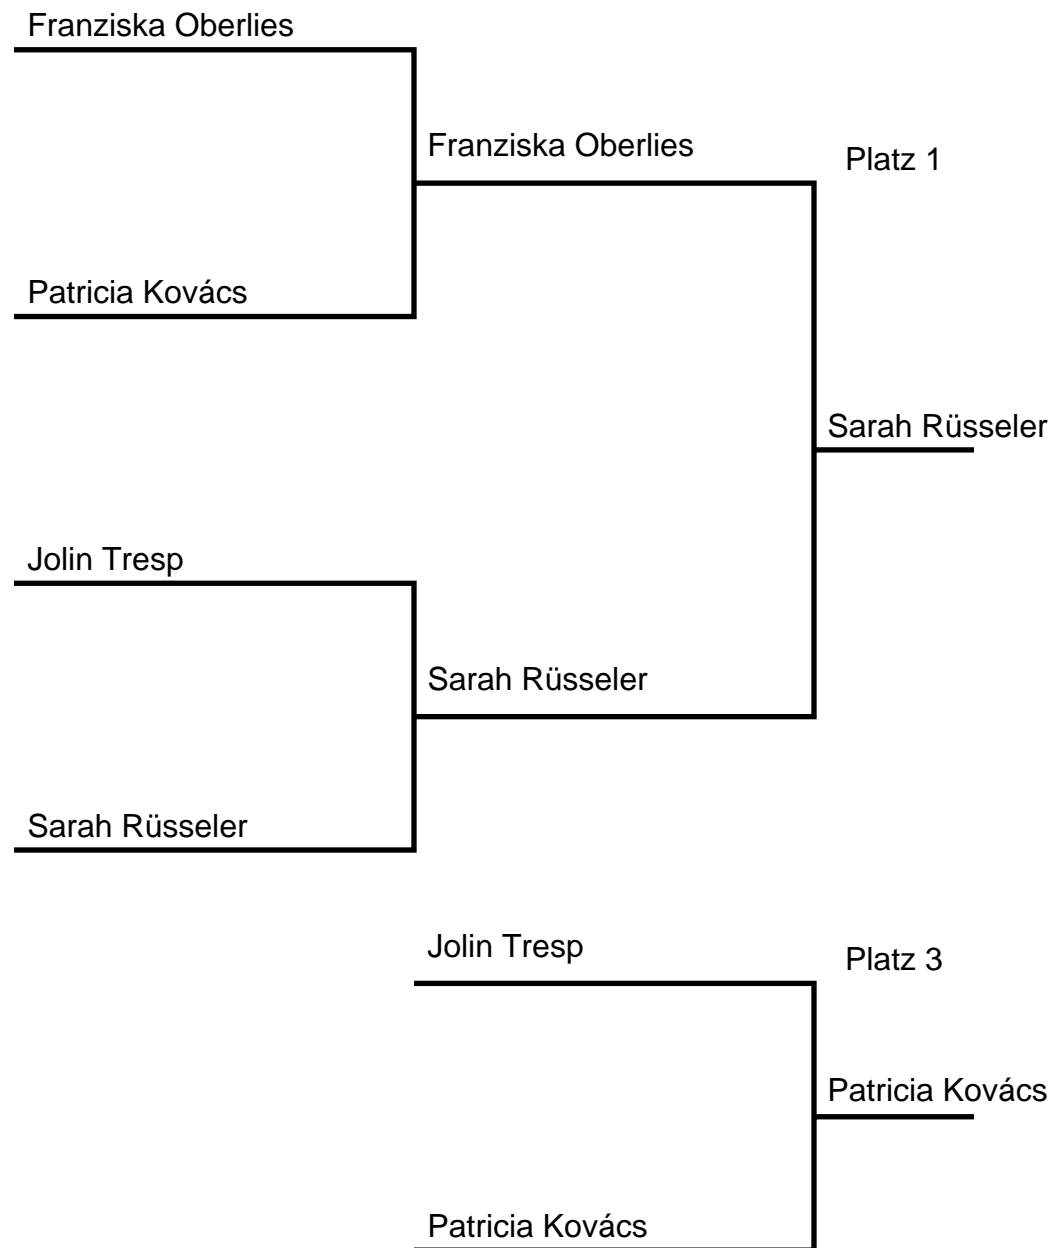 Franziska Oberlies
Franziska Oberlies
Platz 1
Patricia Kovács
Sarah Rüsseler
Jolin Tresp
Sarah Rüsseler
Sarah Rüsseler
Jolin Tresp
Platz 3
Patricia Kovács
Patricia Kovács